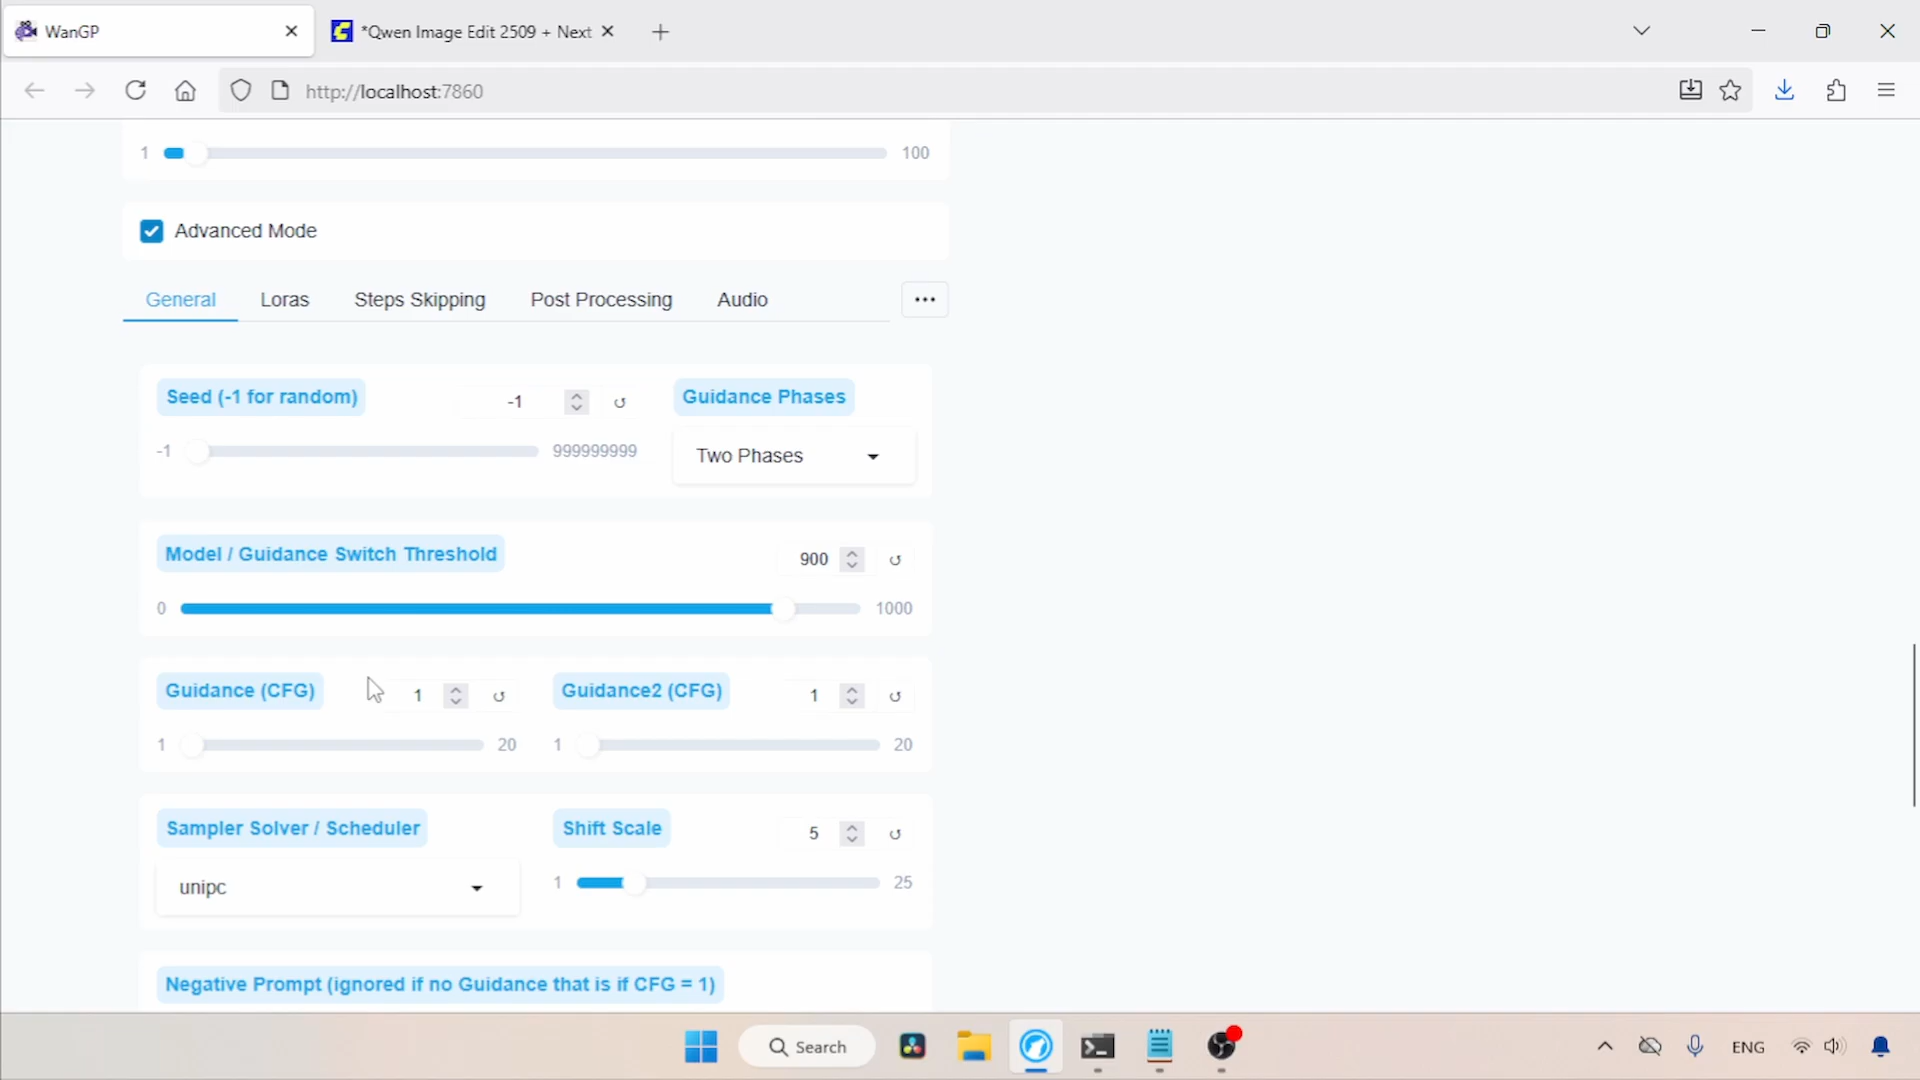 WanGP
*Qwen Image Edit 2509 + Next
http://localhost:7860
1 100
Advanced Mode
General Loras Steps Skipping Post Processing Audio
Seed (-1 for random) -1 Guidance Phases
-1 999999999 Two Phases
Model / Guidance Switch Threshold 900
0 1000
Guidance (CFG) 1 Guidance2 (CFG) 1
1 20 1 20
Sampler Solver / Scheduler Shift Scale 5
unipc 1 25
Negative Prompt (ignored if no Guidance that is if CFG = 1)
Search ENG